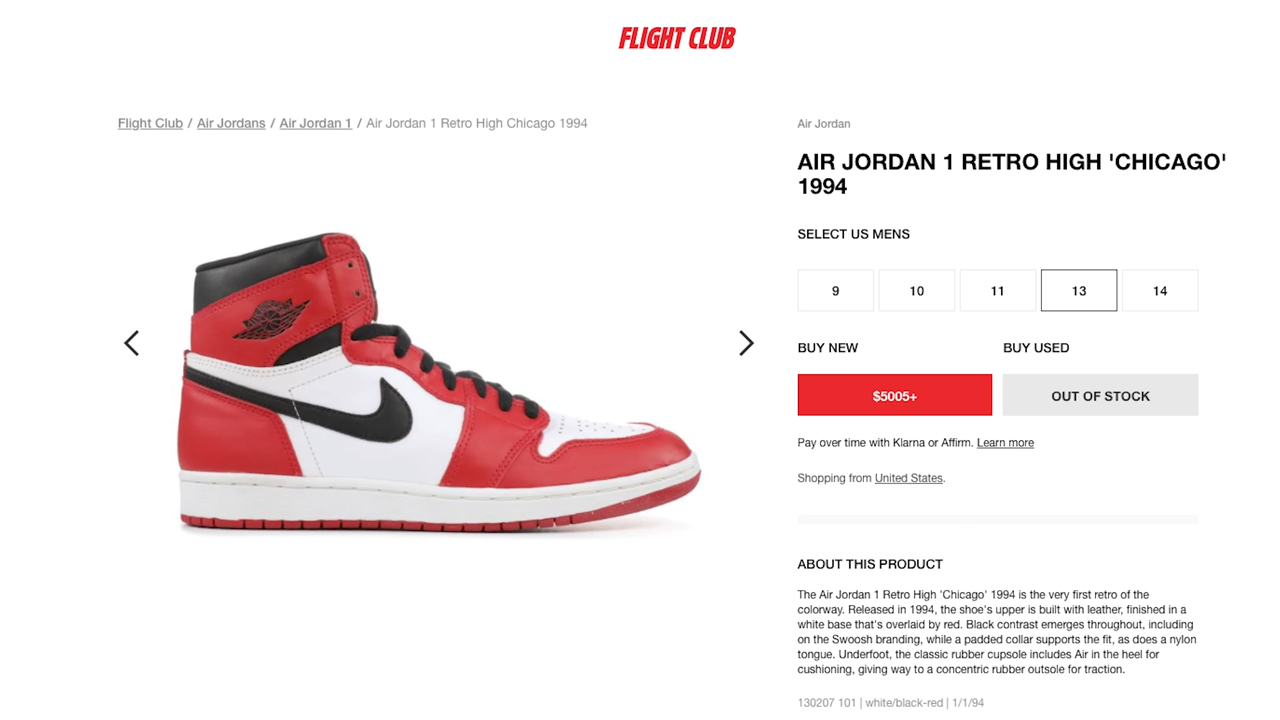 FLIGHT CLUB
Flight Club / Air Jordans / Air Jordan 1 / Air Jordan 1 Retro High Chicago 1994
Air Jordan
AIR JORDAN 1 RETRO HIGH 'CHICAGO'
1994
SELECT US MENS
9 10 11 13 14
BUY NEW BUY USED
$5005+ OUT OF STOCK
Pay over time with Klarna or Affirm. Learn more
Shopping from United States.
ABOUT THIS PRODUCT
The Air Jordan 1 Retro High 'Chicago' 1994 is the very first retro of the
colorway. Released in 1994, the shoe's upper is built with leather, finished in a
white base that's overlaid by red. Black contrast emerges throughout, including
on the Swoosh branding, while a padded collar supports the fit, as does a nylon
tongue. Underfoot, the classic rubber cupsole includes Air in the heel for
cushioning, giving way to a concentric rubber outsole for traction.
130207 101 | white/black-red | 1/1/94